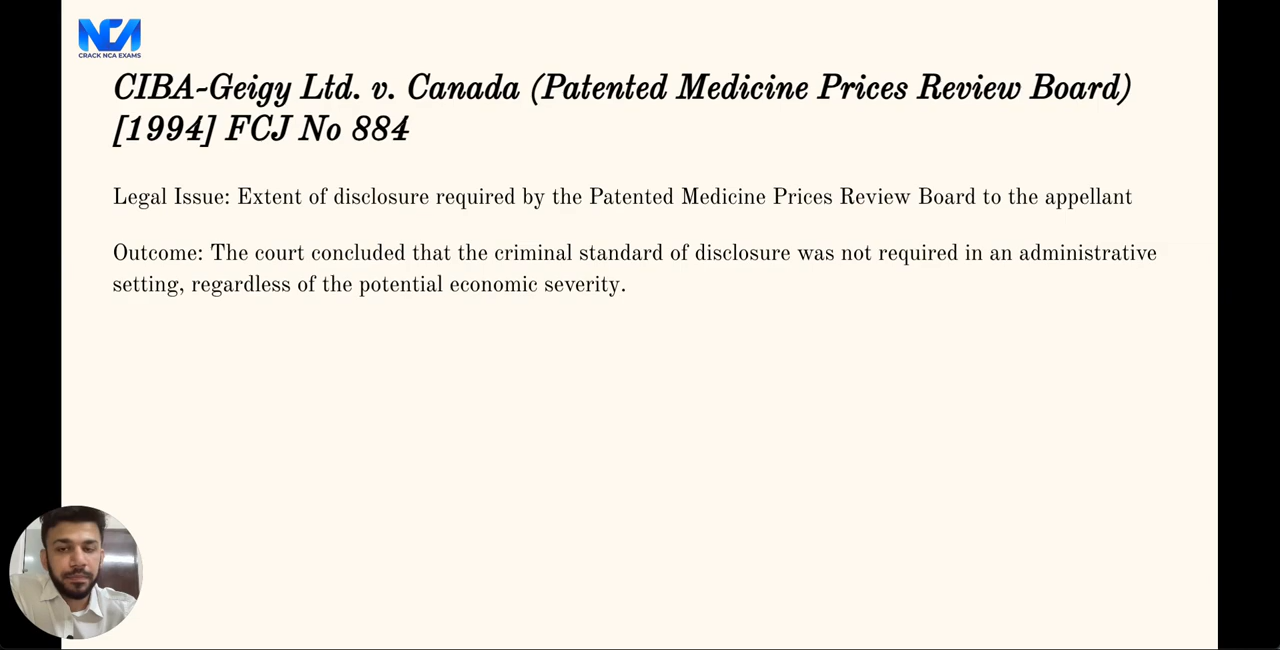 NCA
CRACK NCA EXAMS
CIBA-Geigy Ltd. v. Canada (Patented Medicine Prices Review Board)
[1994] FCJ No 884
Legal Issue: Extent of disclosure required by the Patented Medicine Prices Review Board to the appellant
Outcome: The court concluded that the criminal standard of disclosure was not required in an administrative
setting, regardless of the potential economic severity.